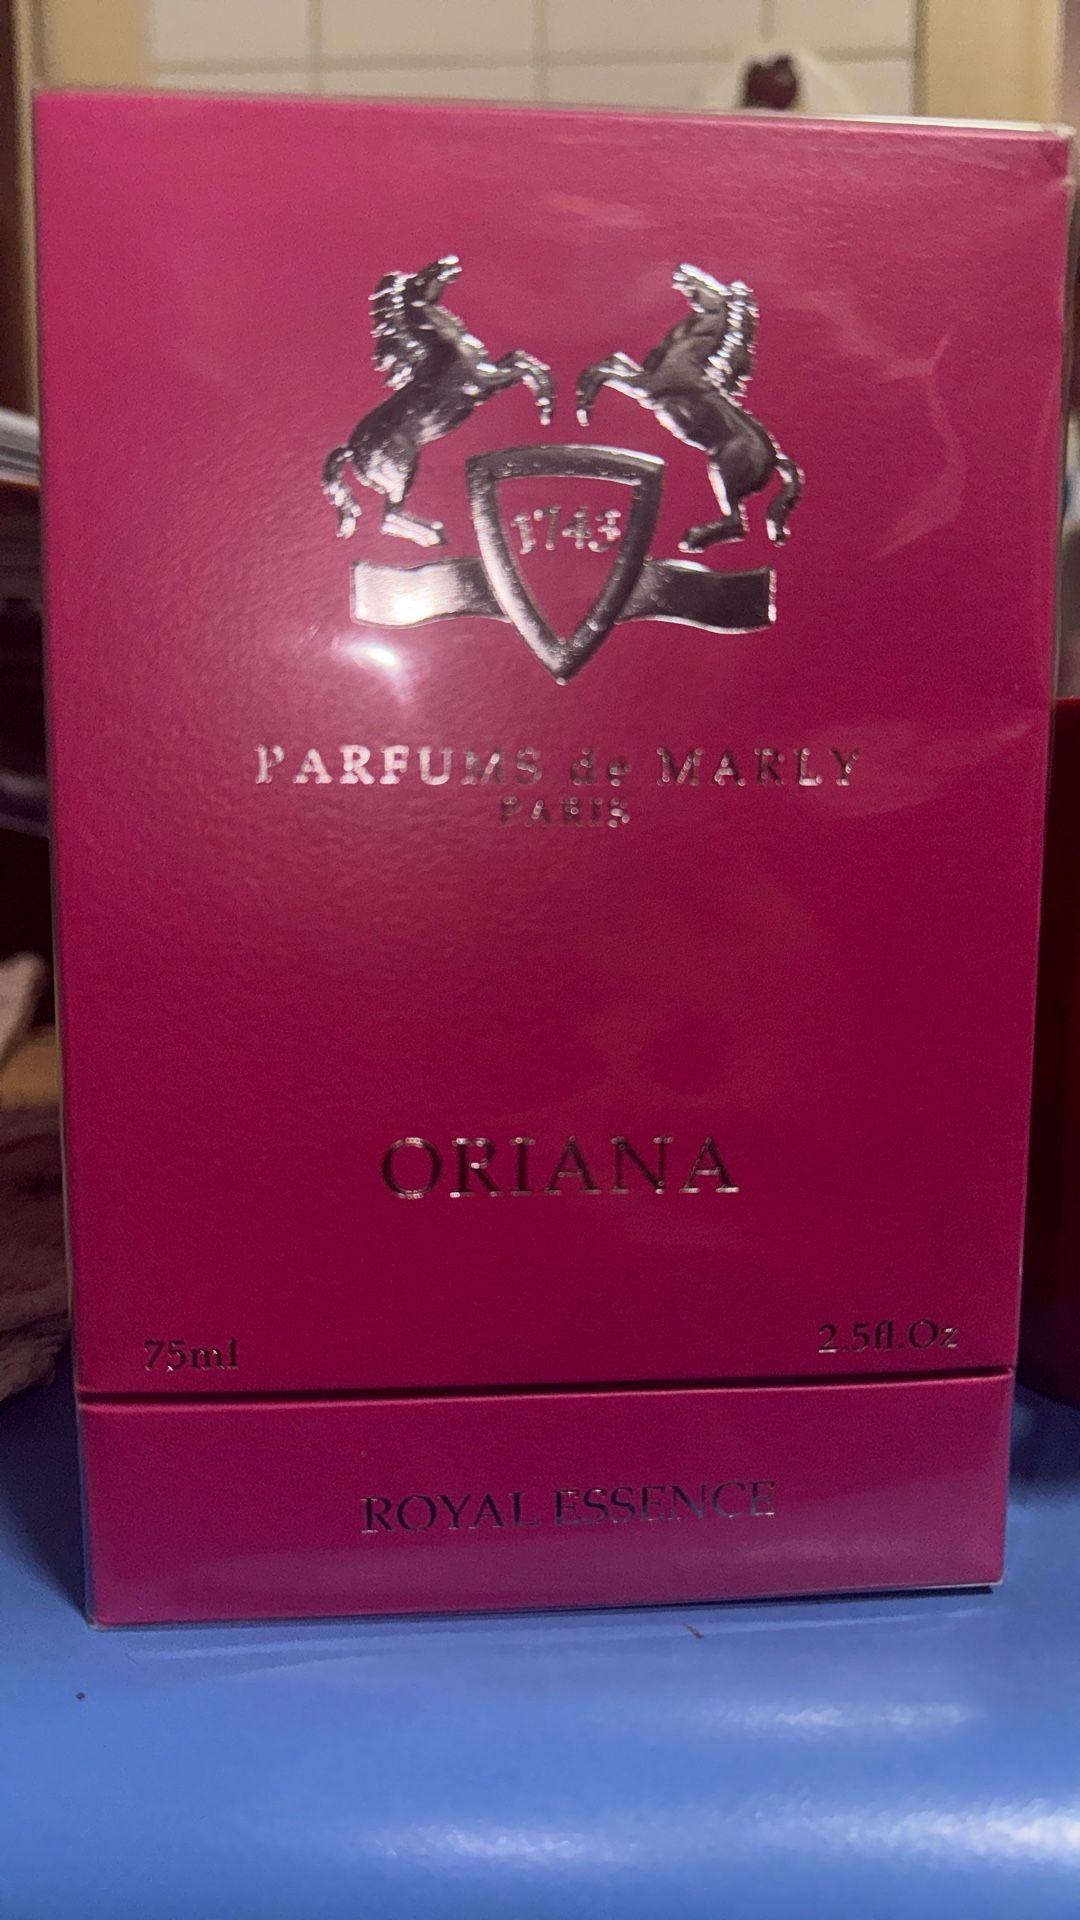 1743
PARFUMS de MARLY
PARIS
ORIANA
75ml 2.5fl.Oz
ROYAL ESSENCE